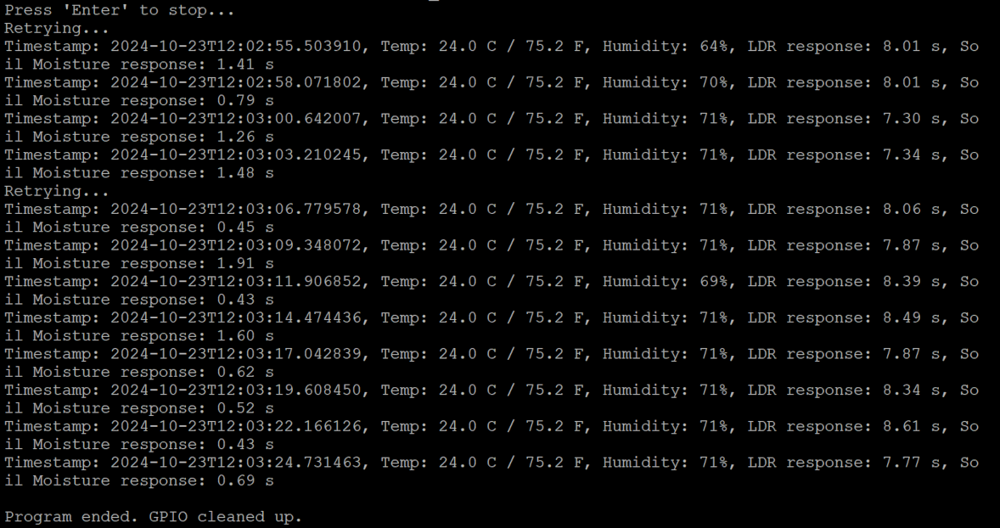 Press 'Enter' to stop...
Retrying...
Timestamp: 2024-10-23T12:02:55.503910, Temp: 24.0 C / 75.2 F, Humidity: 64%, LDR response: 8.01 s, So
il Moisture response: 1.41 s
Timestamp: 2024-10-23T12:02:58.071802, Temp: 24.0 C / 75.2 F, Humidity: 70%, LDR response: 8.01 s, So
il Moisture response: 0.79 s
Timestamp: 2024-10-23T12:03:00.642007, Temp: 24.0 C / 75.2 F, Humidity: 71%, LDR response: 7.30 s, So
il Moisture response: 1.26 s
Timestamp: 2024-10-23T12:03:03.210245, Temp: 24.0 C / 75.2 F, Humidity: 71%, LDR response: 7.34 s, So
il Moisture response: 1.48 s
Retrying...
Timestamp: 2024-10-23T12:03:06.779578, Temp: 24.0 C / 75.2 F, Humidity: 71%, LDR response: 8.06 s, So
il Moisture response: 0.45 s
Timestamp: 2024-10-23T12:03:09.348072, Temp: 24.0 C / 75.2 F, Humidity: 71%, LDR response: 7.87 s, So
il Moisture response: 1.91 s
Timestamp: 2024-10-23T12:03:11.906852, Temp: 24.0 C / 75.2 F, Humidity: 69%, LDR response: 8.39 s, So
il Moisture response: 0.43 s
Timestamp: 2024-10-23T12:03:14.474436, Temp: 24.0 C / 75.2 F, Humidity: 71%, LDR response: 8.49 s, So
il Moisture response: 1.60 s
Timestamp: 2024-10-23T12:03:17.042839, Temp: 24.0 C / 75.2 F, Humidity: 71%, LDR response: 7.87 s, So
il Moisture response: 0.62 s
Timestamp: 2024-10-23T12:03:19.608450, Temp: 24.0 C / 75.2 F, Humidity: 71%, LDR response: 8.34 s, So
il Moisture response: 0.52 s
Timestamp: 2024-10-23T12:03:22.166126, Temp: 24.0 C / 75.2 F, Humidity: 71%, LDR response: 8.61 s, So
il Moisture response: 0.43 s
Timestamp: 2024-10-23T12:03:24.731463, Temp: 24.0 C / 75.2 F, Humidity: 71%, LDR response: 7.77 s, So
il Moisture response: 0.69 s
Program ended. GPIO cleaned up.